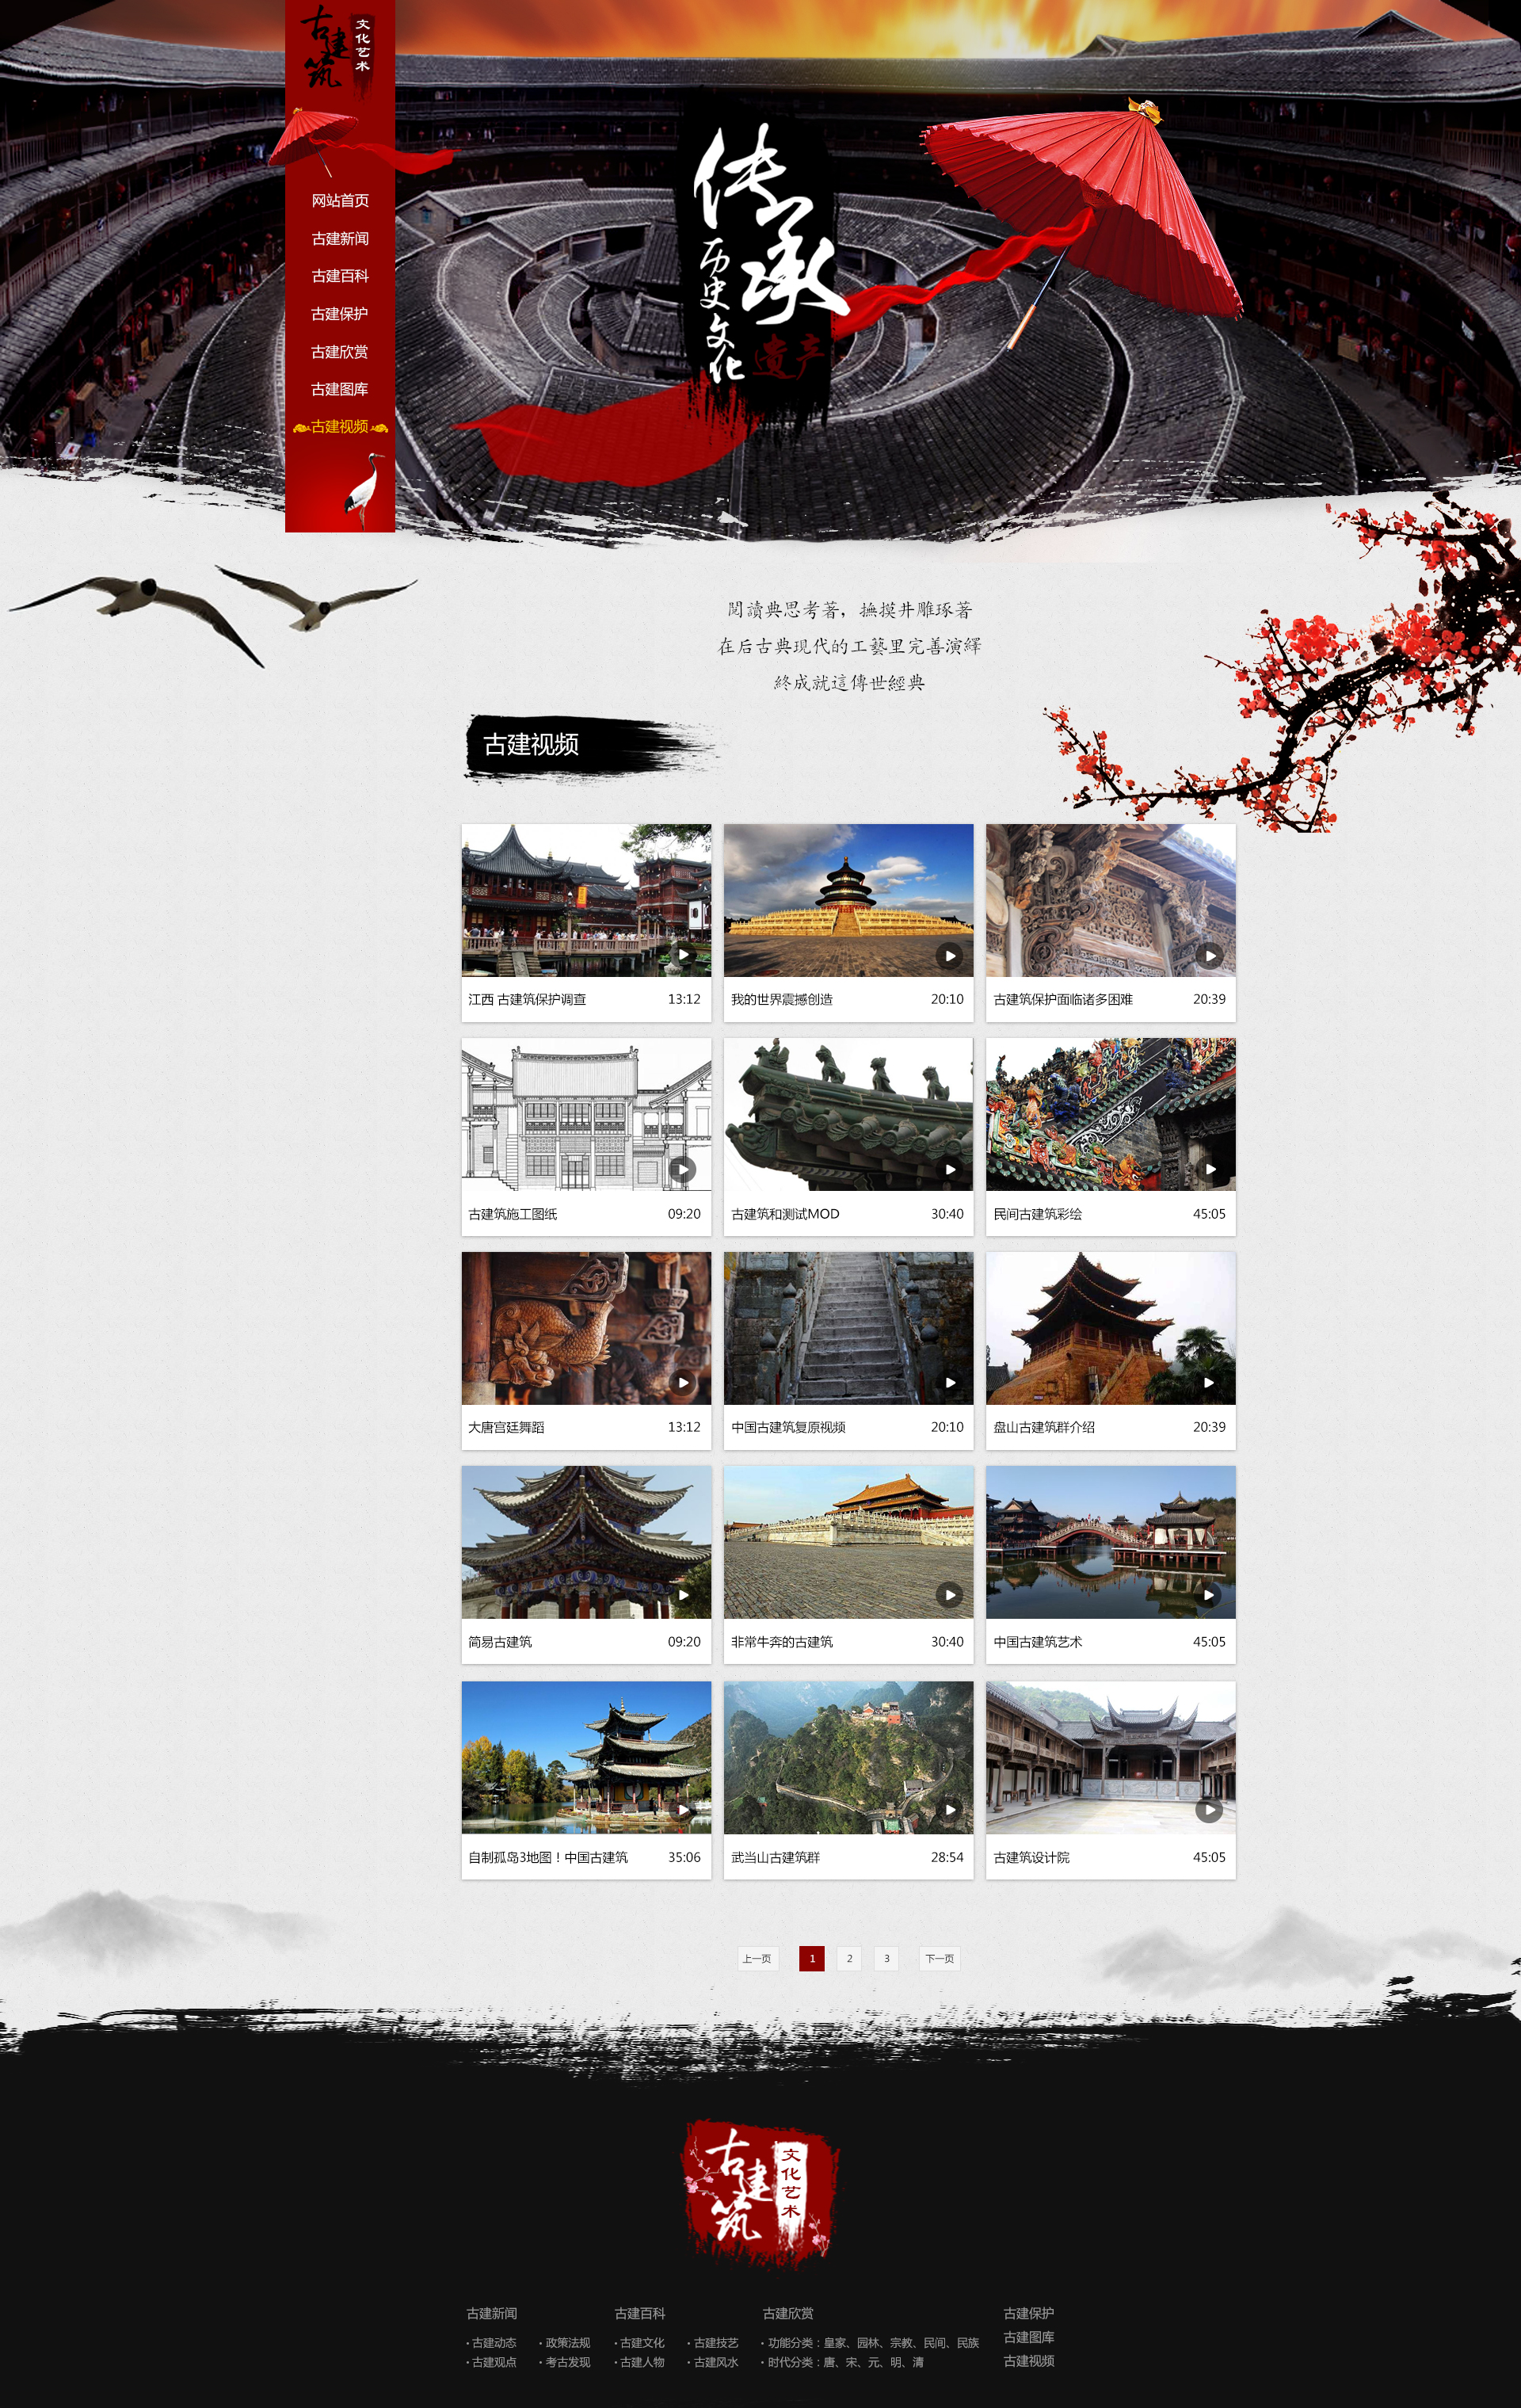 古建筑
文化艺术
网站首页
古建新闻
古建百科
古建保护
古建欣赏
古建图库
古建视频
传承
历史文化
遗产
閲讀典思考著，撫摸井雕琢著
在后古典现代的工藝里完善演繹
終成就這傳世經典
古建视频
江西 古建筑保护调查 13:12
我的世界震撼创造 20:10
古建筑保护面临诸多困难 20:39
古建筑施工图纸 09:20
古建筑和测试MOD 30:40
民间古建筑彩绘 45:05
大唐宫廷舞蹈 13:12
中国古建筑复原视频 20:10
盘山古建筑群介绍 20:39
简易古建筑 09:20
非常牛奔的古建筑 30:40
中国古建筑艺术 45:05
自制孤岛3地图！中国古建筑 35:06
武当山古建筑群 28:54
古建筑设计院 45:05
上一页 1 2 3 下一页
古建筑
文化艺术
古建新闻
• 古建动态 • 政策法规
• 古建观点 • 考古发现
古建百科
• 古建文化 • 古建技艺
• 古建人物 • 古建风水
古建欣赏
• 功能分类：皇家、园林、宗教、民间、民族
• 时代分类：唐、宋、元、明、清
古建保护
古建图库
古建视频